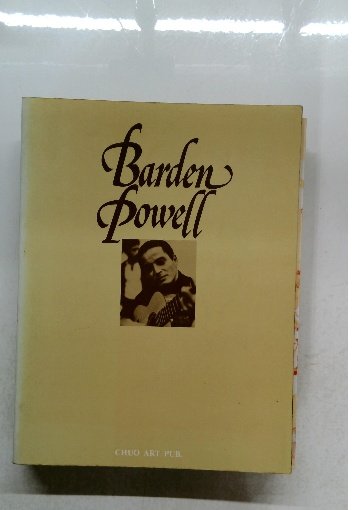 Barden
Powell
CHUO ART PUB.